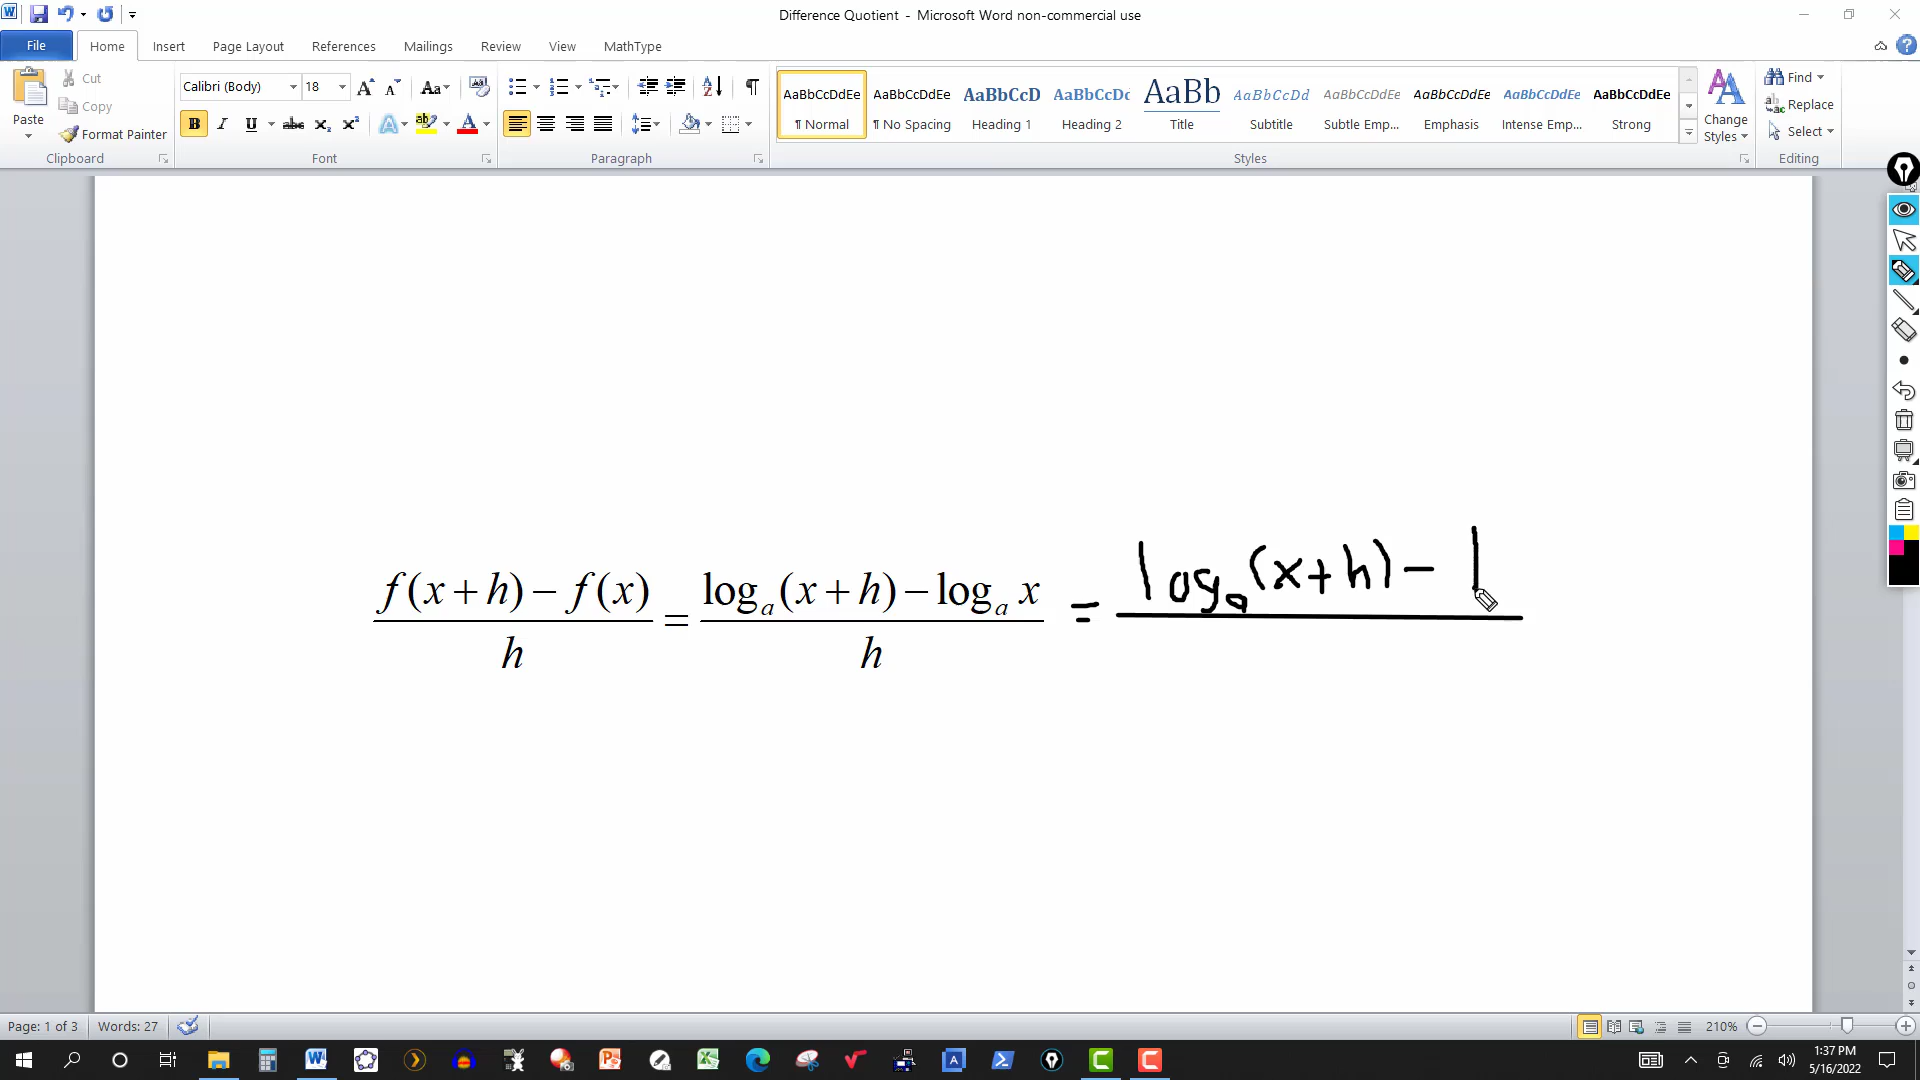 Difference Quotient - Microsoft Word non-commercial use
File Home Insert Page Layout References Mailings Review View MathType
Paste
Cut
Copy
Format Painter
Clipboard
Calibri (Body) 18
Font
Paragraph
AaBbCcDdEe AaBbCcDdEe AaBbCcD AaBbCcDc AaBb AaBbCcDd AaBbCcDdEe AaBbCcDdEe AaBbCcDdEe AaBbCcDdEe
¶ Normal ¶ No Spacing Heading 1 Heading 2 Title Subtitle Subtle Emp... Emphasis Intense Emp... Strong
Styles
Change Styles
Find
Replace
Select
Editing
f(x+h)−f(x) / h = logₐ(x+h)−logₐ x / h = logₐ(x+h) − l
Page: 1 of 3 Words: 27
210%
1:37 PM
5/16/2022